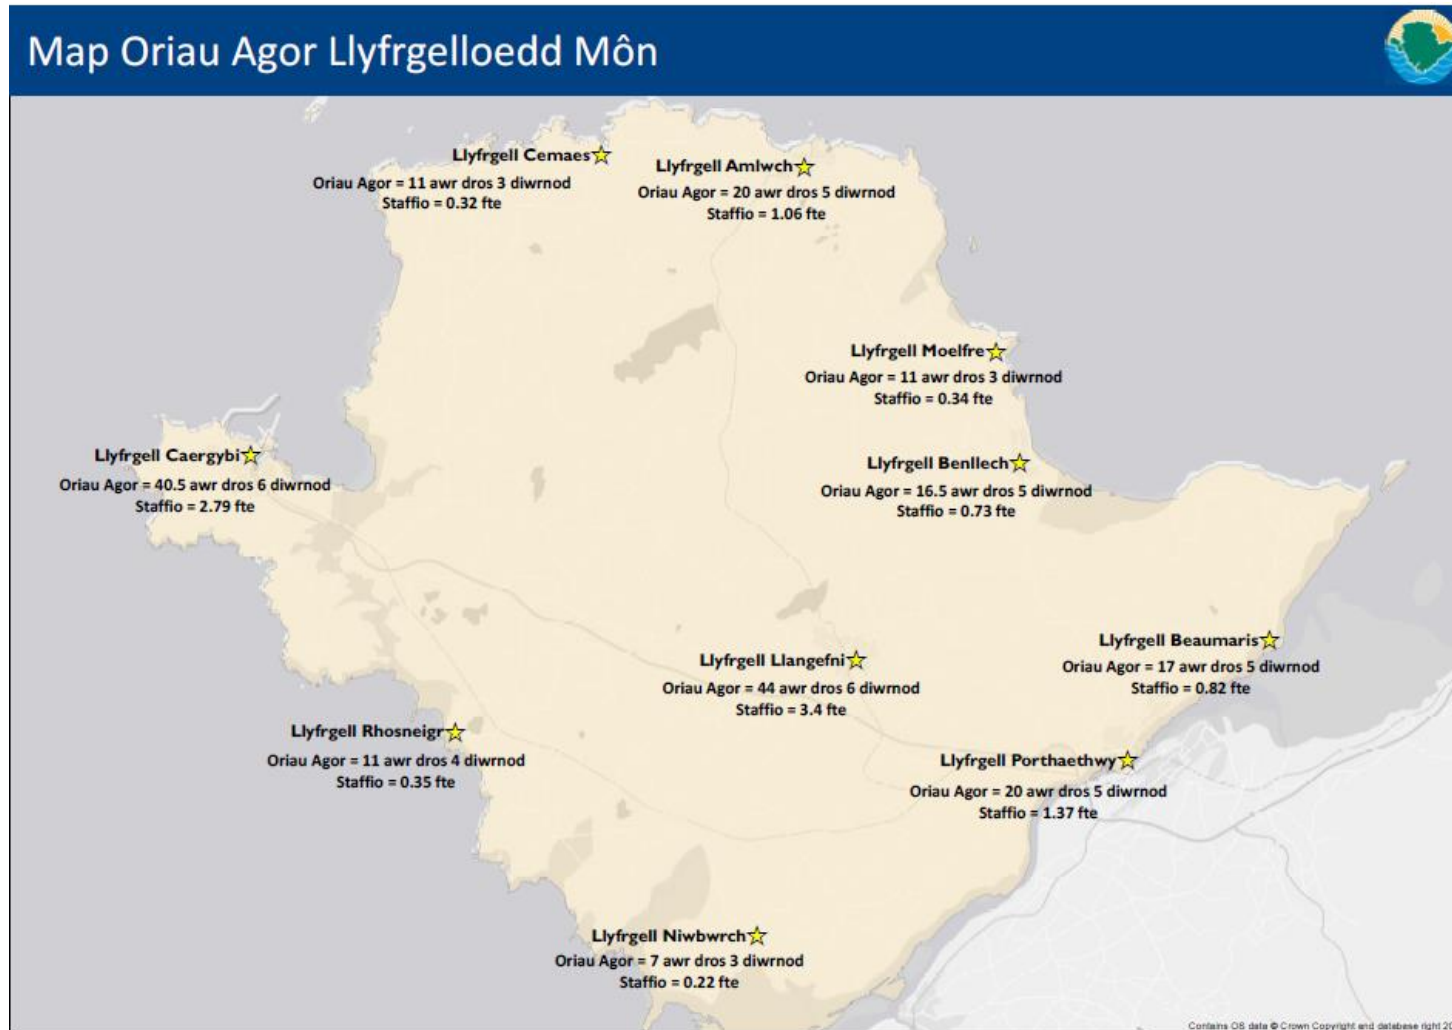 Map Oriau Agor Llyfrgelloedd Môn
Llyfrgell Cemaes
Oriau Agor = 11 awr dros 3 diwrnod
Staffio = 0.32 fte
Llyfrgell Amlwch
Oriau Agor = 20 awr dros 5 diwrnod
Staffio = 1.06 fte
Llyfrgell Moelfre
Oriau Agor = 11 awr dros 3 diwrnod
Staffio = 0.34 fte
Llyfrgell Caergybi
Oriau Agor = 40.5 awr dros 6 diwrnod
Staffio = 2.79 fte
Llyfrgell Benllech
Oriau Agor = 16.5 awr dros 5 diwrnod
Staffio = 0.73 fte
Llyfrgell Llangefni
Oriau Agor = 44 awr dros 6 diwrnod
Staffio = 3.4 fte
Llyfrgell Beaumaris
Oriau Agor = 17 awr dros 5 diwrnod
Staffio = 0.82 fte
Llyfrgell Rhosneigr
Oriau Agor = 11 awr dros 4 diwrnod
Staffio = 0.35 fte
Llyfrgell Porthaethwy
Oriau Agor = 20 awr dros 5 diwrnod
Staffio = 1.37 fte
Llyfrgell Niwbwrch
Oriau Agor = 7 awr dros 3 diwrnod
Staffio = 0.22 fte
Contains OS data © Crown Copyright and database right 20